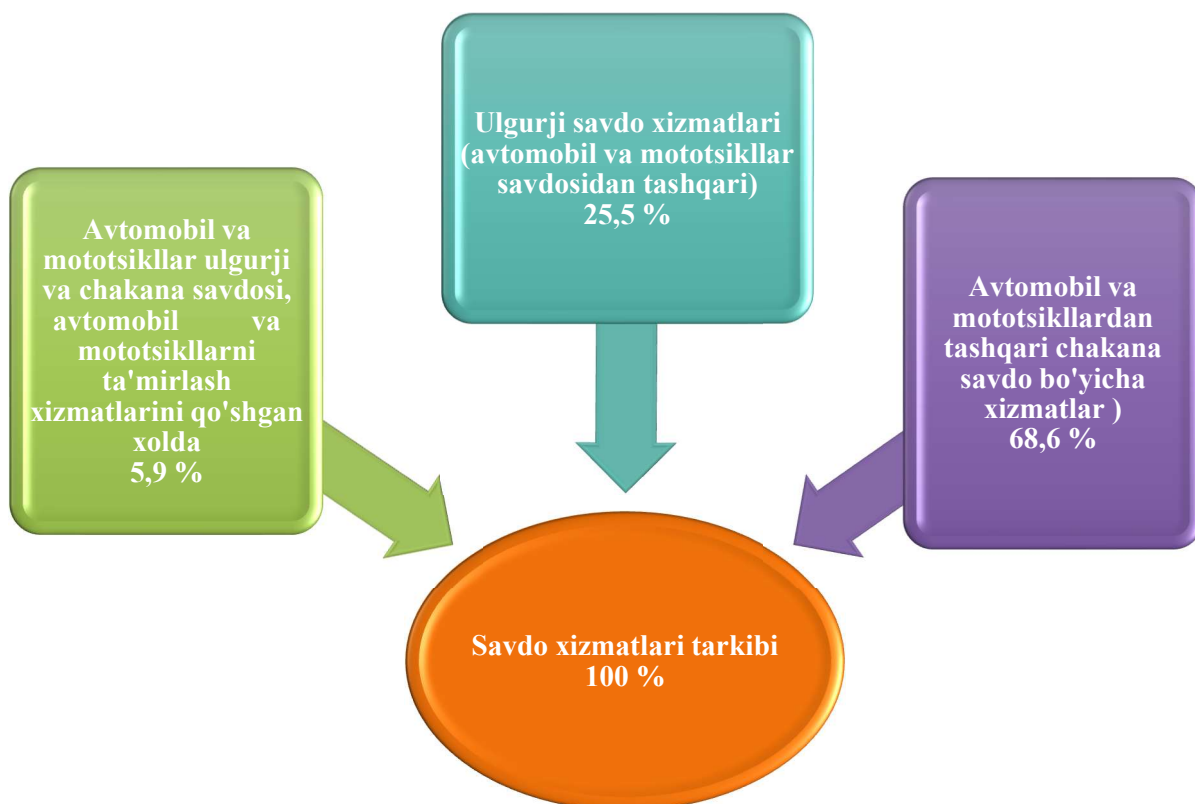 Avtomobil va
mototsikllar ulgurji
va chakana savdosi,
avtomobil va
mototsikllarni
ta'mirlash
xizmatlarini qo'shgan
xolda
5,9 %
Ulgurji savdo xizmatlari
(avtomobil va mototsikllar
savdosidan tashqari)
25,5 %
Avtomobil va
mototsikllardan
tashqari chakana
savdo bo'yicha
xizmatlar )
68,6 %
Savdo xizmatlari tarkibi
100 %